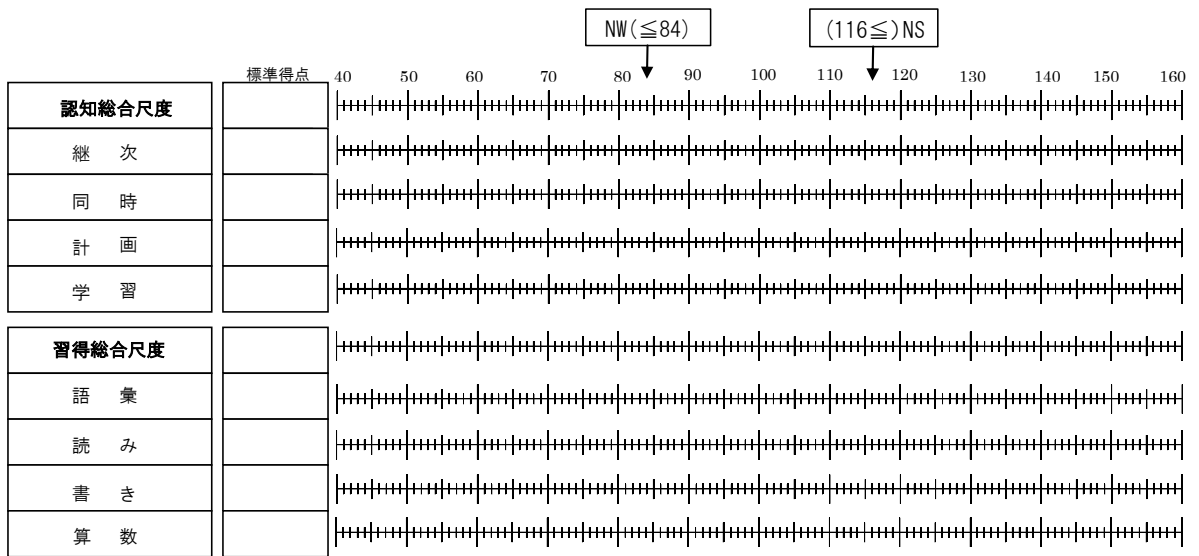 NW(≦84)
(116≦)NS
標準得点
40 50 60 70 80 90 100 110 120 130 140 150 160
認知総合尺度
継 次
同 時
計 画
学 習
習得総合尺度
語 彙
読 み
書 き
算 数